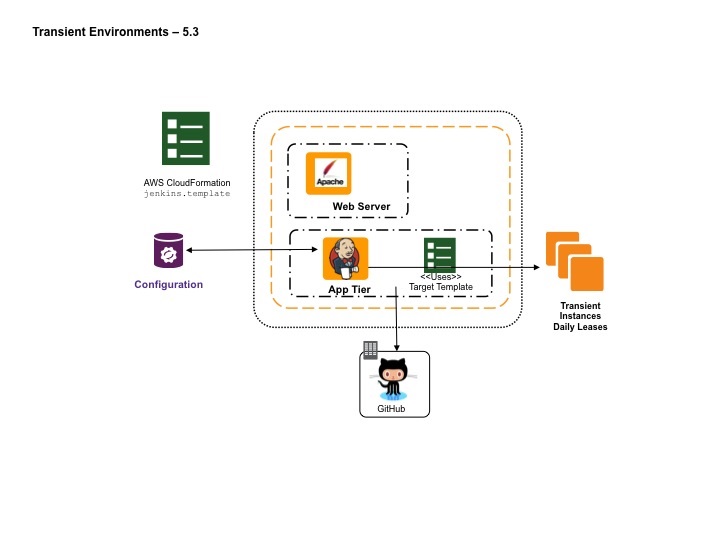 Transient Environments – 5.3
AWS CloudFormation
jenkins.template
Apache
Web Server
Configuration
App Tier
<<Uses>>
Target Template
Transient
Instances
Daily Leases
GitHub